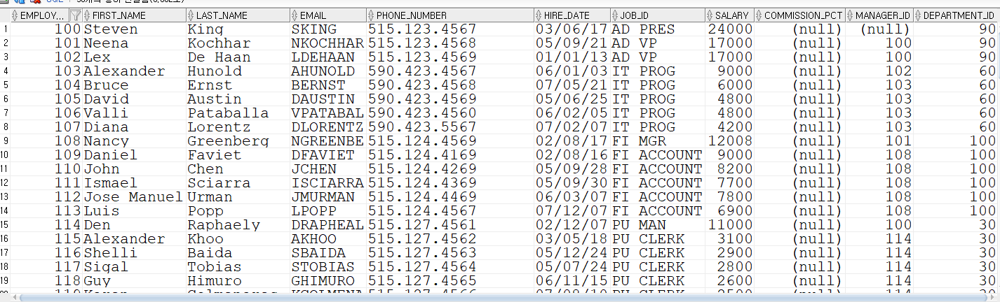 EMPLOY... FIRST_NAME LAST_NAME EMAIL PHONE_NUMBER HIRE_DATE JOB_ID SALARY COMMISSION_PCT MANAGER_ID DEPARTMENT_ID
1 100 Steven King SKING 515.123.4567 03/06/17 AD PRES 24000 (null) (null) 90
2 101 Neena Kochhar NKOCHHAR 515.123.4568 05/09/21 AD VP 17000 (null) 100 90
3 102 Lex De Haan LDEHAAN 515.123.4569 01/01/13 AD VP 17000 (null) 100 90
4 103 Alexander Hunold AHUNOLD 590.423.4567 06/01/03 IT PROG 9000 (null) 102 60
5 104 Bruce Ernst BERNST 590.423.4568 07/05/21 IT PROG 6000 (null) 103 60
6 105 David Austin DAUSTIN 590.423.4569 05/06/25 IT PROG 4800 (null) 103 60
7 106 Valli Pataballa VPATABAL 590.423.4560 06/02/05 IT PROG 4800 (null) 103 60
8 107 Diana Lorentz DLORENTZ 590.423.5567 07/02/07 IT PROG 4200 (null) 103 60
9 108 Nancy Greenberg NGREENBE 515.124.4569 02/08/17 FI MGR 12008 (null) 101 100
10 109 Daniel Faviet DFAVIET 515.124.4169 02/08/16 FI ACCOUNT 9000 (null) 108 100
11 110 John Chen JCHEN 515.124.4269 05/09/28 FI ACCOUNT 8200 (null) 108 100
12 111 Ismael Sciarra ISCIARRA 515.124.4369 05/09/30 FI ACCOUNT 7700 (null) 108 100
13 112 Jose Manuel Urman JMURMAN 515.124.4469 06/03/07 FI ACCOUNT 7800 (null) 108 100
14 113 Luis Popp LPOPP 515.124.4567 07/12/07 FI ACCOUNT 6900 (null) 108 100
15 114 Den Raphaely DRAPHEAL 515.127.4561 02/12/07 PU MAN 11000 (null) 100 30
16 115 Alexander Khoo AKHOO 515.127.4562 03/05/18 PU CLERK 3100 (null) 114 30
17 116 Shelli Baida SBAIDA 515.127.4563 05/12/24 PU CLERK 2900 (null) 114 30
18 117 Sigal Tobias STOBIAS 515.127.4564 05/07/24 PU CLERK 2800 (null) 114 30
19 118 Guy Himuro GHIMURO 515.127.4565 06/11/15 PU CLERK 2600 (null) 114 30